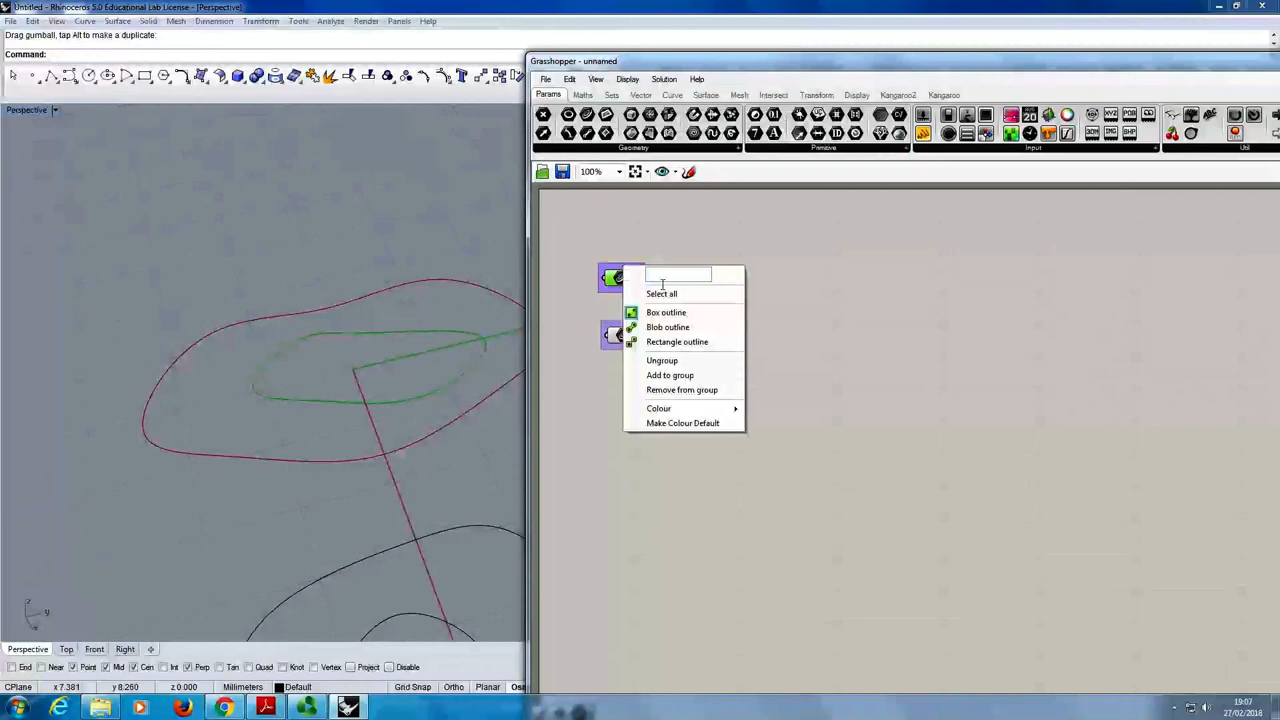 Untitled - Rhinoceros 5.0 Educational Lab License - [Perspective]
File Edit View Curve Surface Solid Mesh Dimension Transform Tools Analyze Render Panels Help
Drag gumball, tap Alt to make a duplicate:
Command:
Perspective
Grasshopper - unnamed
File Edit View Display Solution Help
Params Maths Sets Vector Curve Surface Mesh Intersect Transform Display Kangaroo2 Kangaroo
Geometry Primitive Input Util
100%
Select all
Box outline
Blob outline
Rectangle outline
Ungroup
Add to group
Remove from group
Colour
Make Colour Default
z
y
x
Perspective Top Front Right
End Near Point Mid Cen Int Perp Tan Quad Knot Vertex Project Disable
CPlane x 7.381 y 8.260 z 0.000 Millimeters Default Grid Snap Ortho Planar
19:07
27/02/2018